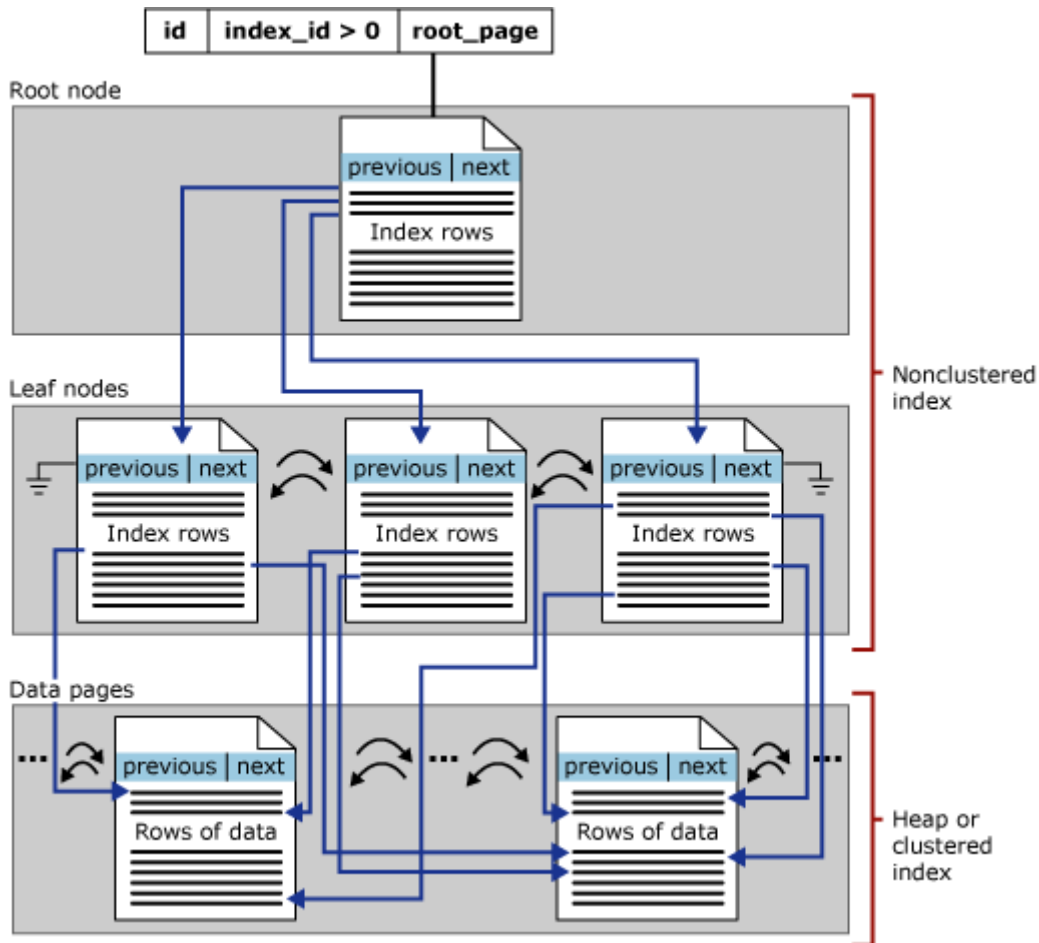 id index_id > 0 root_page
Root node
previous next
Index rows
Nonclustered
index
Leaf nodes
previous next previous next previous next
Index rows Index rows Index rows
Data pages
... ... ...
previous next previous next
Rows of data Rows of data
Heap or
clustered
index